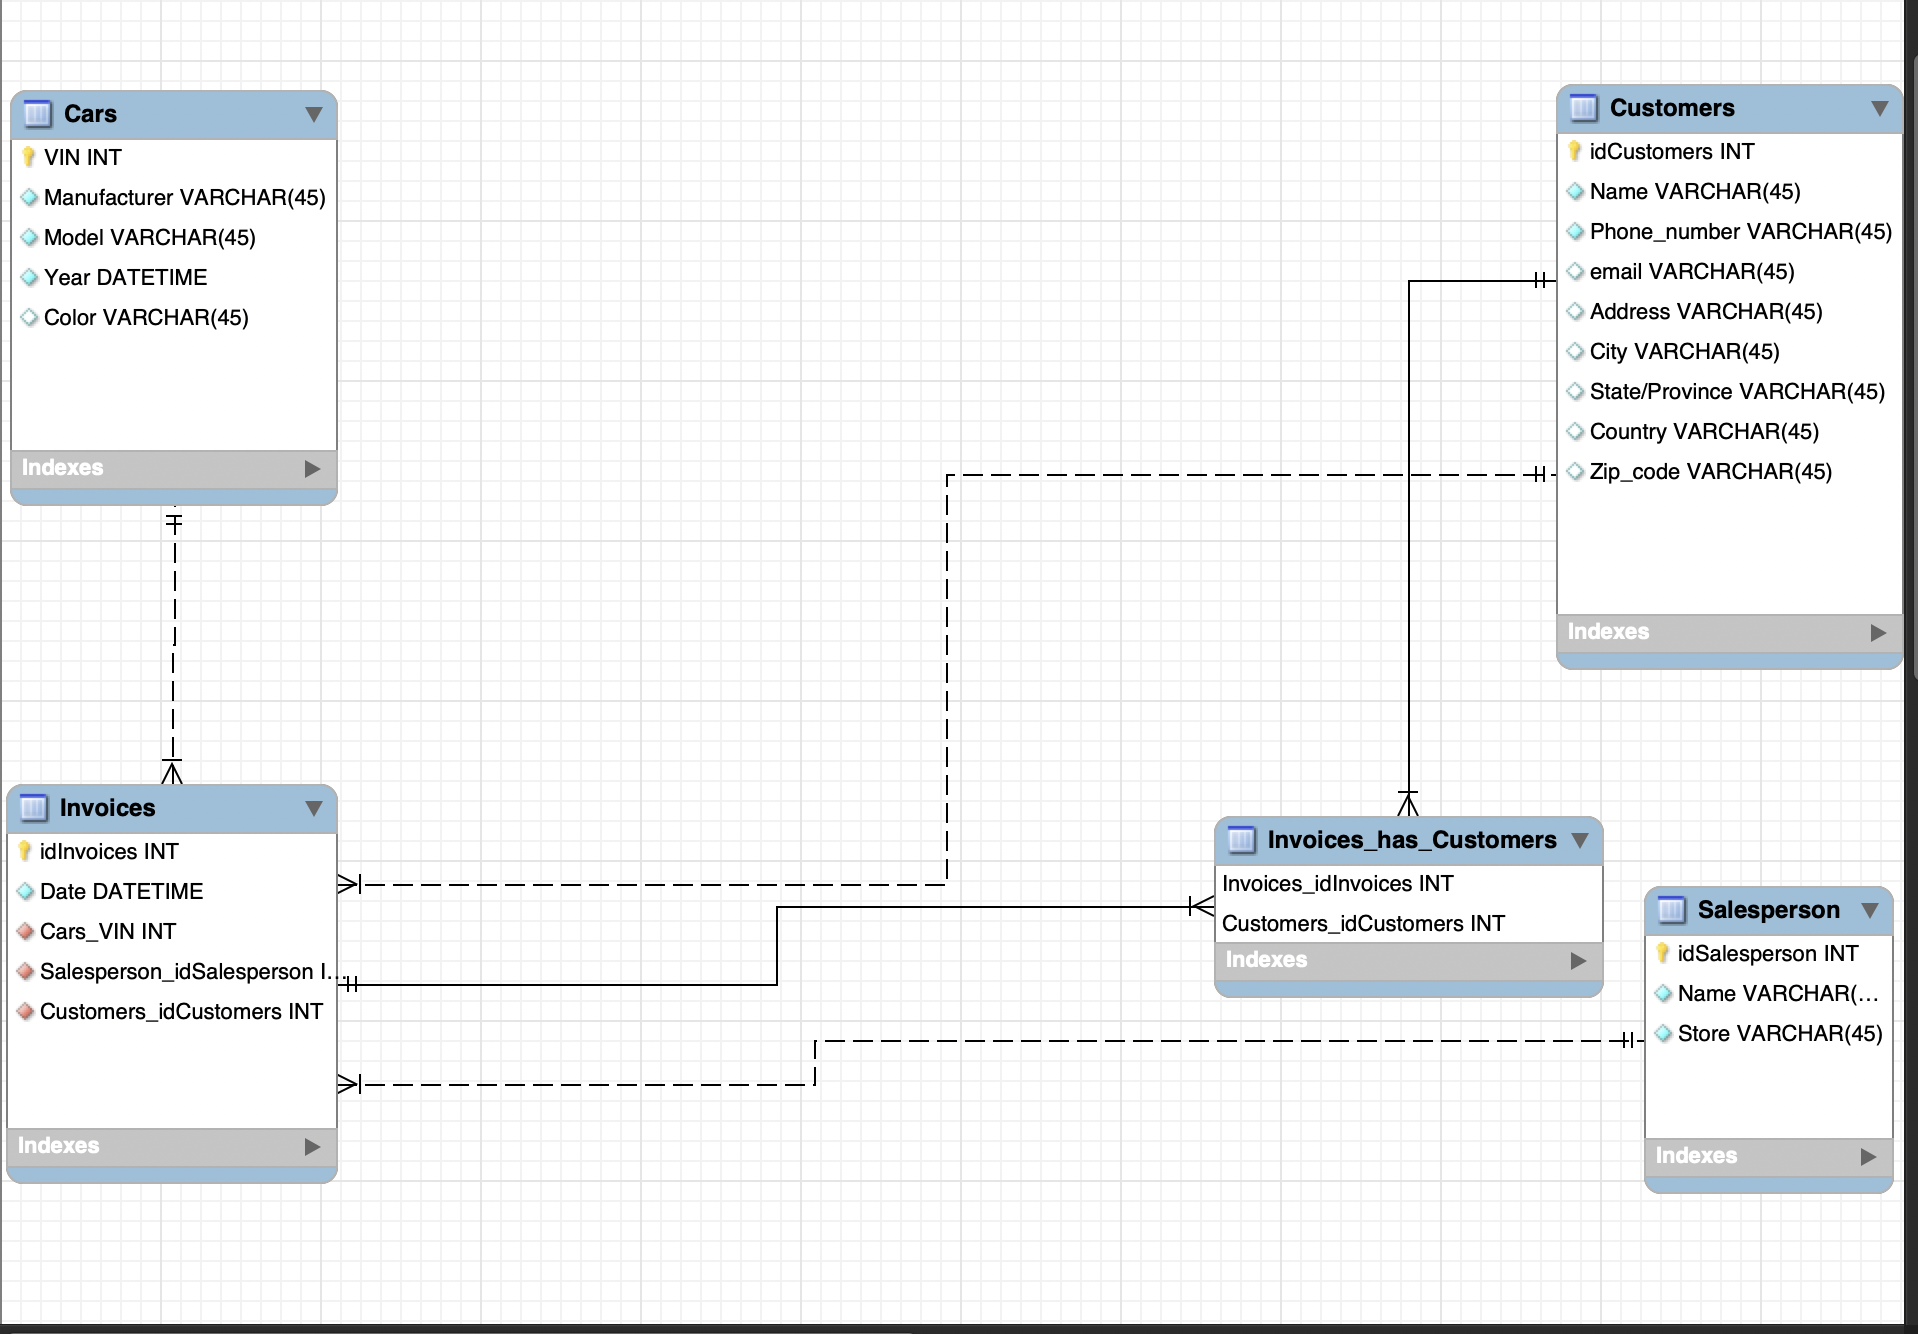 Cars
VIN INT
Manufacturer VARCHAR(45)
Model VARCHAR(45)
Year DATETIME
Color VARCHAR(45)
Indexes
Customers
idCustomers INT
Name VARCHAR(45)
Phone_number VARCHAR(45)
email VARCHAR(45)
Address VARCHAR(45)
City VARCHAR(45)
State/Province VARCHAR(45)
Country VARCHAR(45)
Zip_code VARCHAR(45)
Indexes
Invoices
idInvoices INT
Date DATETIME
Cars_VIN INT
Salesperson_idSalesperson I...
Customers_idCustomers INT
Indexes
Invoices_has_Customers
Invoices_idInvoices INT
Customers_idCustomers INT
Indexes
Salesperson
idSalesperson INT
Name VARCHAR(...
Store VARCHAR(45)
Indexes